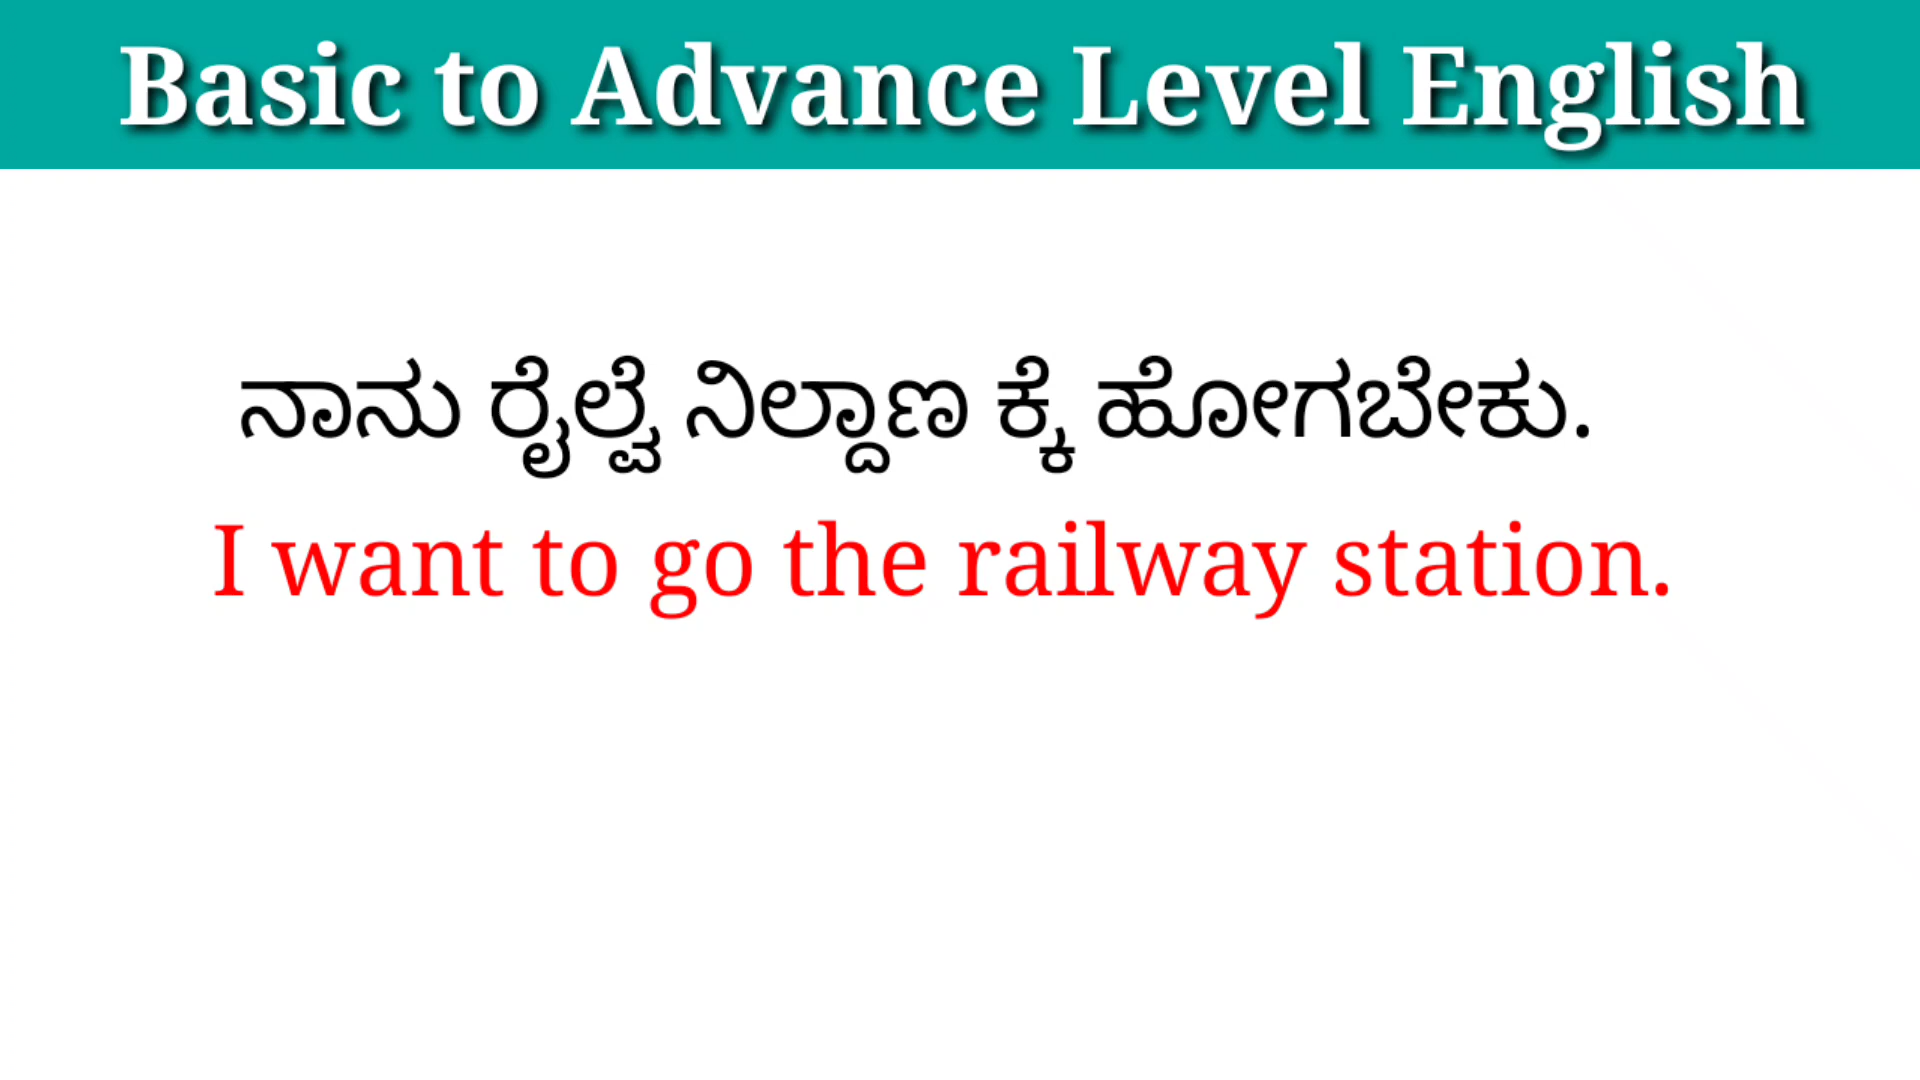 Basic to Advance Level English
ನಾನು ರೈಲ್ವೆ ನಿಲ್ದಾಣ ಕ್ಕೆ ಹೋಗಬೇಕು.
I want to go the railway station.